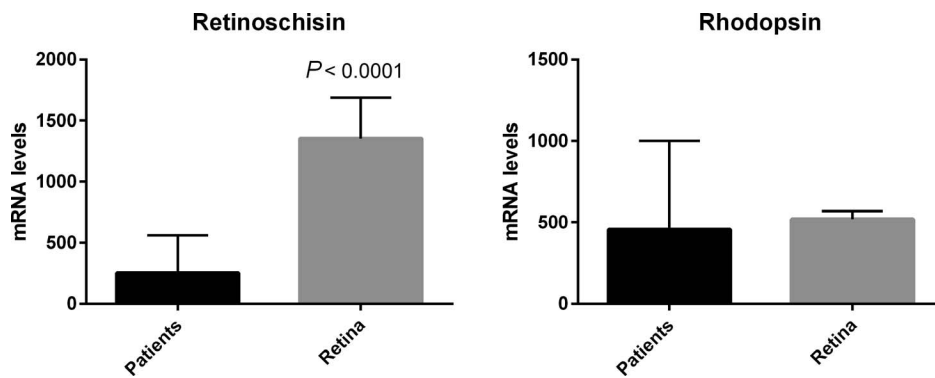 Retinoschisin
mRNA levels
2000
1500
1000
500
0
P < 0.0001
Patients
Retina
Rhodopsin
mRNA levels
1500
1000
500
0
Patients
Retina